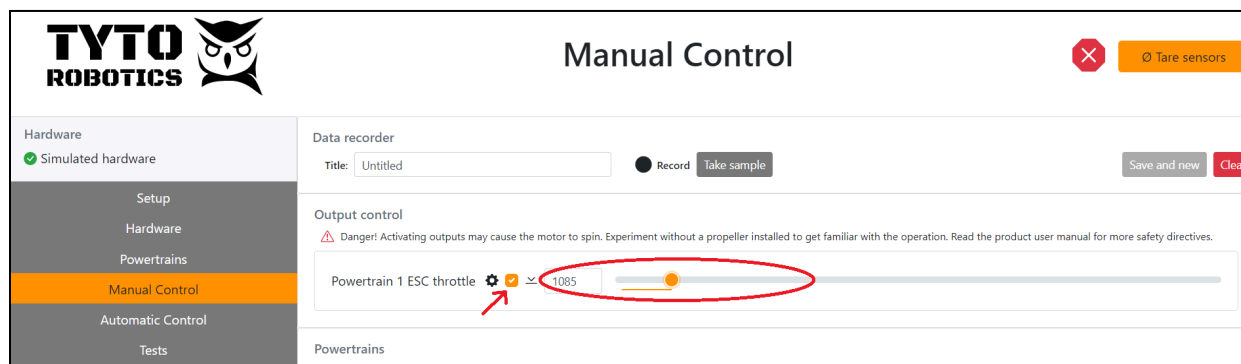 TYTO
ROBOTICS
Manual Control
Ø Tare sensors
Hardware
Simulated hardware
Setup
Hardware
Powertrains
Manual Control
Automatic Control
Tests
Data recorder
Title: Untitled Record Take sample Save and new Clea
Output control
Danger! Activating outputs may cause the motor to spin. Experiment without a propeller installed to get familiar with the operation. Read the product user manual for more safety directives.
Powertrain 1 ESC throttle 1085
Powertrains